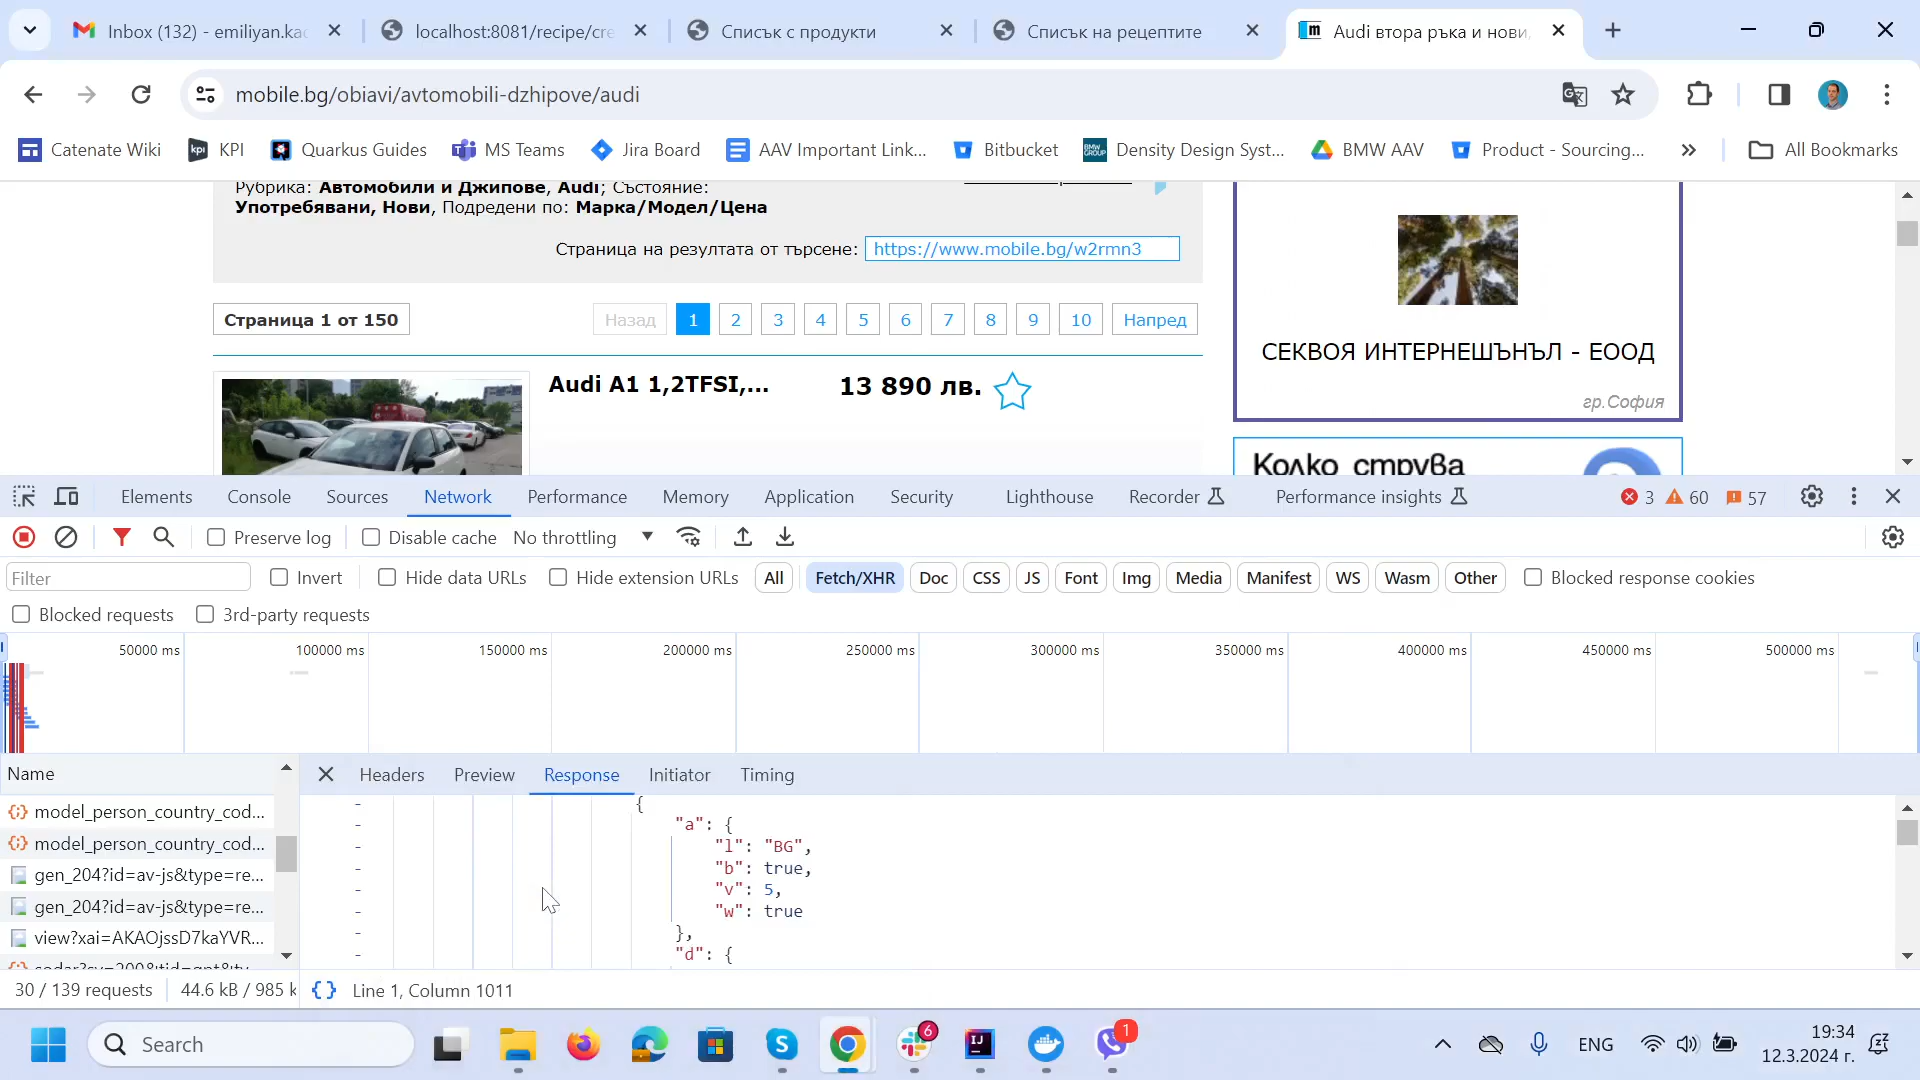 Inbox (132) - emiliyan.kac
localhost:8081/recipe/cre
Списък с продукти
Списък на рецептите
Audi втора ръка и нови,
mobile.bg/obiavi/avtomobili-dzhipove/audi
Catenate Wiki
KPI
Quarkus Guides
MS Teams
Jira Board
AAV Important Link...
Bitbucket
Density Design Syst...
BMW AAV
Product - Sourcing...
All Bookmarks
Рубрика: Автомобили и Джипове, Audi; Състояние:
Употребявани, Нови, Подредени по: Марка/Модел/Цена
Страница на резултата от търсене: https://www.mobile.bg/w2rmn3
Страница 1 от 150
Назад 1 2 3 4 5 6 7 8 9 10 Напред
Audi A1 1,2TFSI,...
13 890 лв.
СЕКВОЯ ИНТЕРНЕШЪНЪЛ - ЕООД
гр.София
Колко струва
Elements Console Sources Network Performance Memory Application Security Lighthouse Recorder Performance insights 3 60 57
Preserve log Disable cache No throttling
Filter Invert Hide data URLs Hide extension URLs All Fetch/XHR Doc CSS JS Font Img Media Manifest WS Wasm Other Blocked response cookies
Blocked requests 3rd-party requests
50000 ms 100000 ms 150000 ms 200000 ms 250000 ms 300000 ms 350000 ms 400000 ms 450000 ms 500000 ms
Name
Headers Preview Response Initiator Timing
model_person_country_cod...
model_person_country_cod...
gen_204?id=av-js&type=re...
gen_204?id=av-js&type=re...
view?xai=AKAOjssD7kaYVR...
sodar?sv=200&tid=gpt&tv...
- {
- "a": {
- "l": "BG",
- "b": true,
- "v": 5,
- "w": true
- },
- "d": {
30 / 139 requests 44.6 kB / 985 k
{} Line 1, Column 1011
Search
6
1
ENG
19:34
12.3.2024 г.